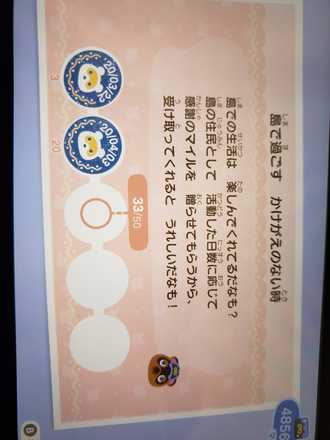 島で過ごす かけがえのない時
島での生活は 楽しんでくれてるだなも？
島の住民として 活動した日数に応じて
感謝のマイルを 贈らせてもらうから、
受け取ってくれると うれしいだなも！
20/03/22
20/04/03
3
20
33/50
4856
B